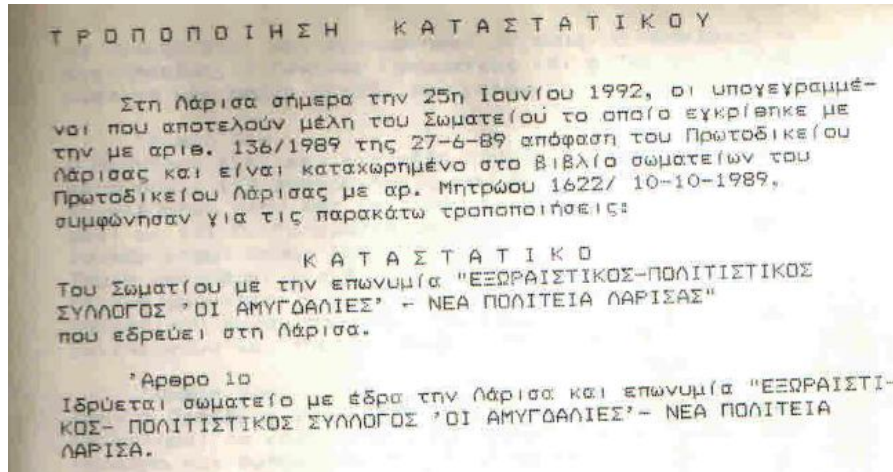 Τ Ρ Ο Π Ο Π Ο Ι Η Σ Η   Κ Α Τ Α Σ Τ Α Τ Ι Κ Ο Υ
Στη Λάρισα σήμερα την 25η Ιουνίου 1992, οι υπογεγραμμέ-
νοι που αποτελούν μέλη του Σωματείού το οποίο εγκρίθηκε με
την με αριθ. 136/1989 της 27-6-89 απόφαση του Πρωτοδικείου
Λάρισας και είναι καταχωρημένο στο βιβλίο σωματείων του
Πρωτοδικείου Λάρισας με αρ. Μητρώου 1622/ 10-10-1989,
συμφώνησαν για τις παρακάτω τροποποιήσεις:
Κ Α Τ Α Σ Τ Α Τ Ι Κ Ο
Του Σωματίου με την επωνυμία "ΕΞΩΡΑΙΣΤΙΚΟΣ-ΠΟΛΙΤΙΣΤΙΚΟΣ
ΣΥΛΛΟΓΟΣ 'ΟΙ ΑΜΥΓΔΑΛΙΕΣ' - ΝΕΑ ΠΟΛΙΤΕΙΑ ΛΑΡΙΣΑΣ"
που εδρεύει στη Λάρισα.
'Αρθρο 1ο
Ιδρύεται σωματείο με έδρα την Λάρισα και επωνυμία "ΕΞΩΡΑΙΣΤΙ-
ΚΟΣ- ΠΟΛΙΤΙΣΤΙΚΟΣ ΣΥΛΛΟΓΟΣ 'ΟΙ ΑΜΥΓΔΑΛΙΕΣ'- ΝΕΑ ΠΟΛΙΤΕΙΑ
ΛΑΡΙΣΑ.